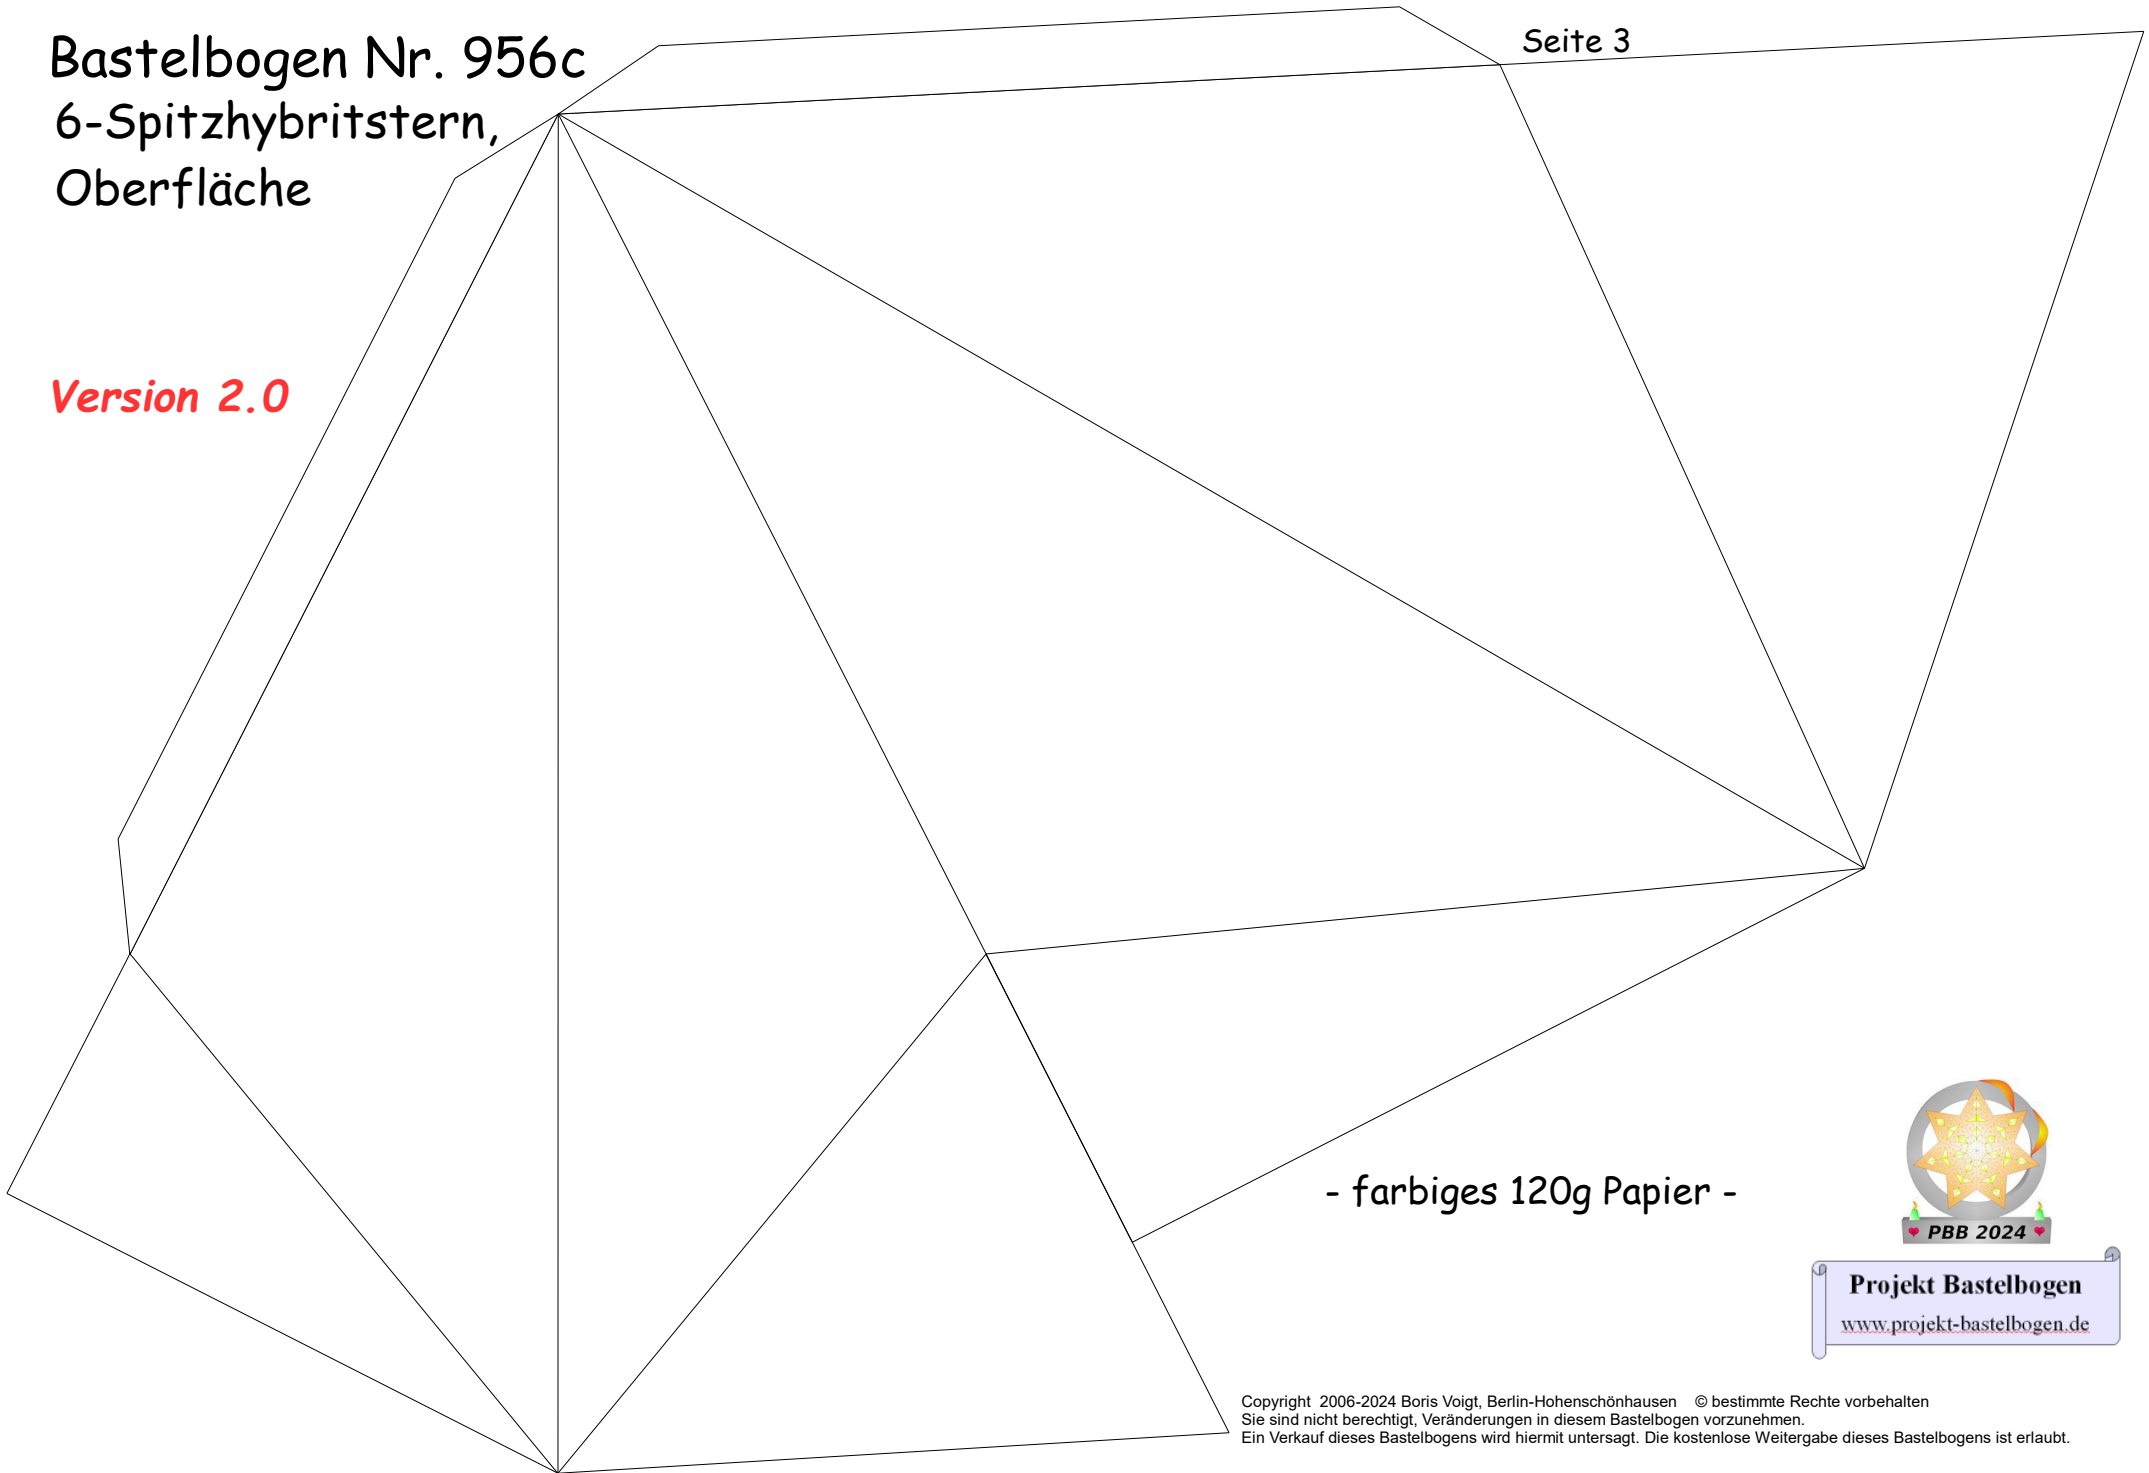 Bastelbogen Nr. 956c
Seite 3
6-Spitzhybritstern,
Oberfläche
Version 2.0
- farbiges 120g Papier -
PBB 2024
Projekt Bastelbogen
www.projekt-bastelbogen.de
Copyright  2006-2024 Boris Voigt, Berlin-Hohenschönhausen    © bestimmte Rechte vorbehalten
Sie sind nicht berechtigt, Veränderungen in diesem Bastelbogen vorzunehmen.
Ein Verkauf dieses Bastelbogens wird hiermit untersagt. Die kostenlose Weitergabe dieses Bastelbogens ist erlaubt.